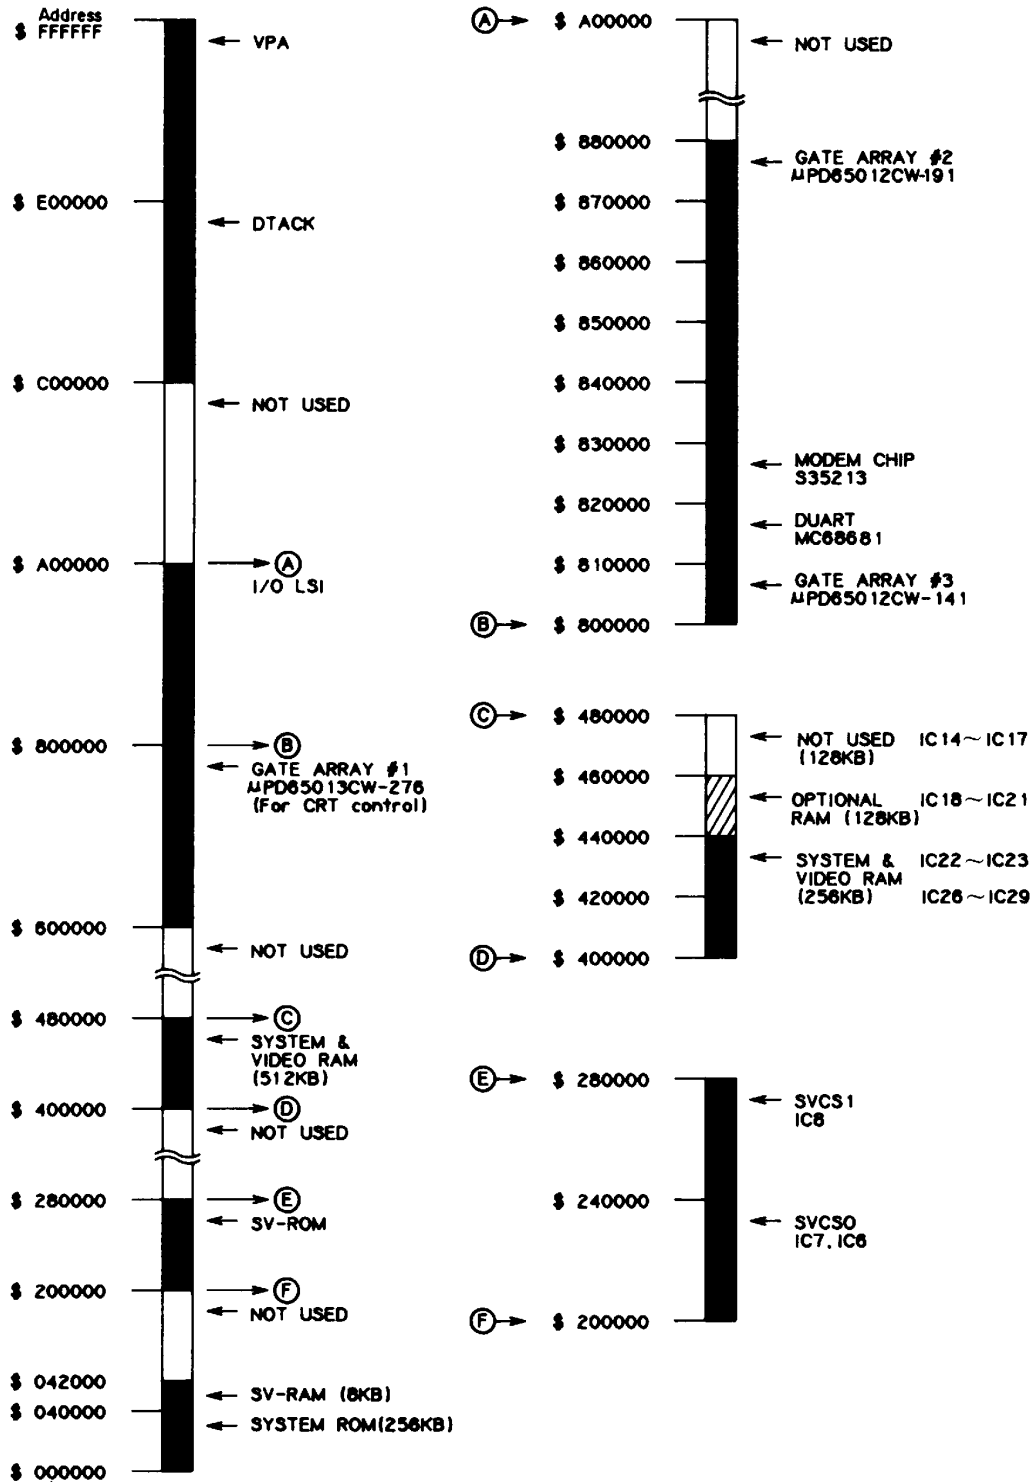 Address
$ FFFFFF
← VPA
$ E00000
← DTACK
$ C00000
← NOT USED
$ A00000 → Ⓐ
I/O LSI
$ 800000 → Ⓑ
← GATE ARRAY #1
μPD65013CW-276
(For CRT control)
$ 600000
← NOT USED
$ 480000 → Ⓒ
← SYSTEM &
VIDEO RAM
(512KB)
$ 400000 → Ⓓ
← NOT USED
$ 280000 → Ⓔ
← SV-ROM
$ 200000 → Ⓕ
← NOT USED
$ 042000
← SV-RAM (8KB)
$ 040000
← SYSTEM ROM(256KB)
$ 000000
Ⓐ → $ A00000
← NOT USED
$ 880000
← GATE ARRAY #2
μPD65012CW-191
$ 870000
$ 860000
$ 850000
$ 840000
$ 830000
← MODEM CHIP
S35213
$ 820000
← DUART
MC68681
$ 810000
← GATE ARRAY #3
μPD65012CW-141
Ⓑ → $ 800000
Ⓒ → $ 480000
← NOT USED IC14~IC17
(128KB)
$ 460000
← OPTIONAL IC18~IC21
RAM (128KB)
$ 440000
← SYSTEM & IC22~IC23
VIDEO RAM
(256KB) IC26~IC29
$ 420000
Ⓓ → $ 400000
Ⓔ → $ 280000
← SVCS1
IC8
$ 240000
← SVCS0
IC7, IC6
Ⓕ → $ 200000